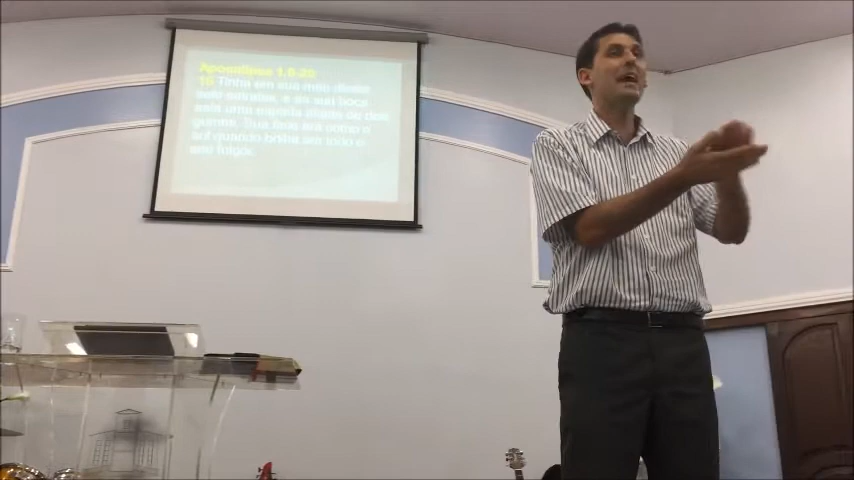 Apocalipse 1.9-20
16 Tinha em sua mão direita
sete estrelas, e da sua boca
saía uma espada afiada de dois
gumes. Sua face era como o
sol quando brilha em todo o
seu fulgor.